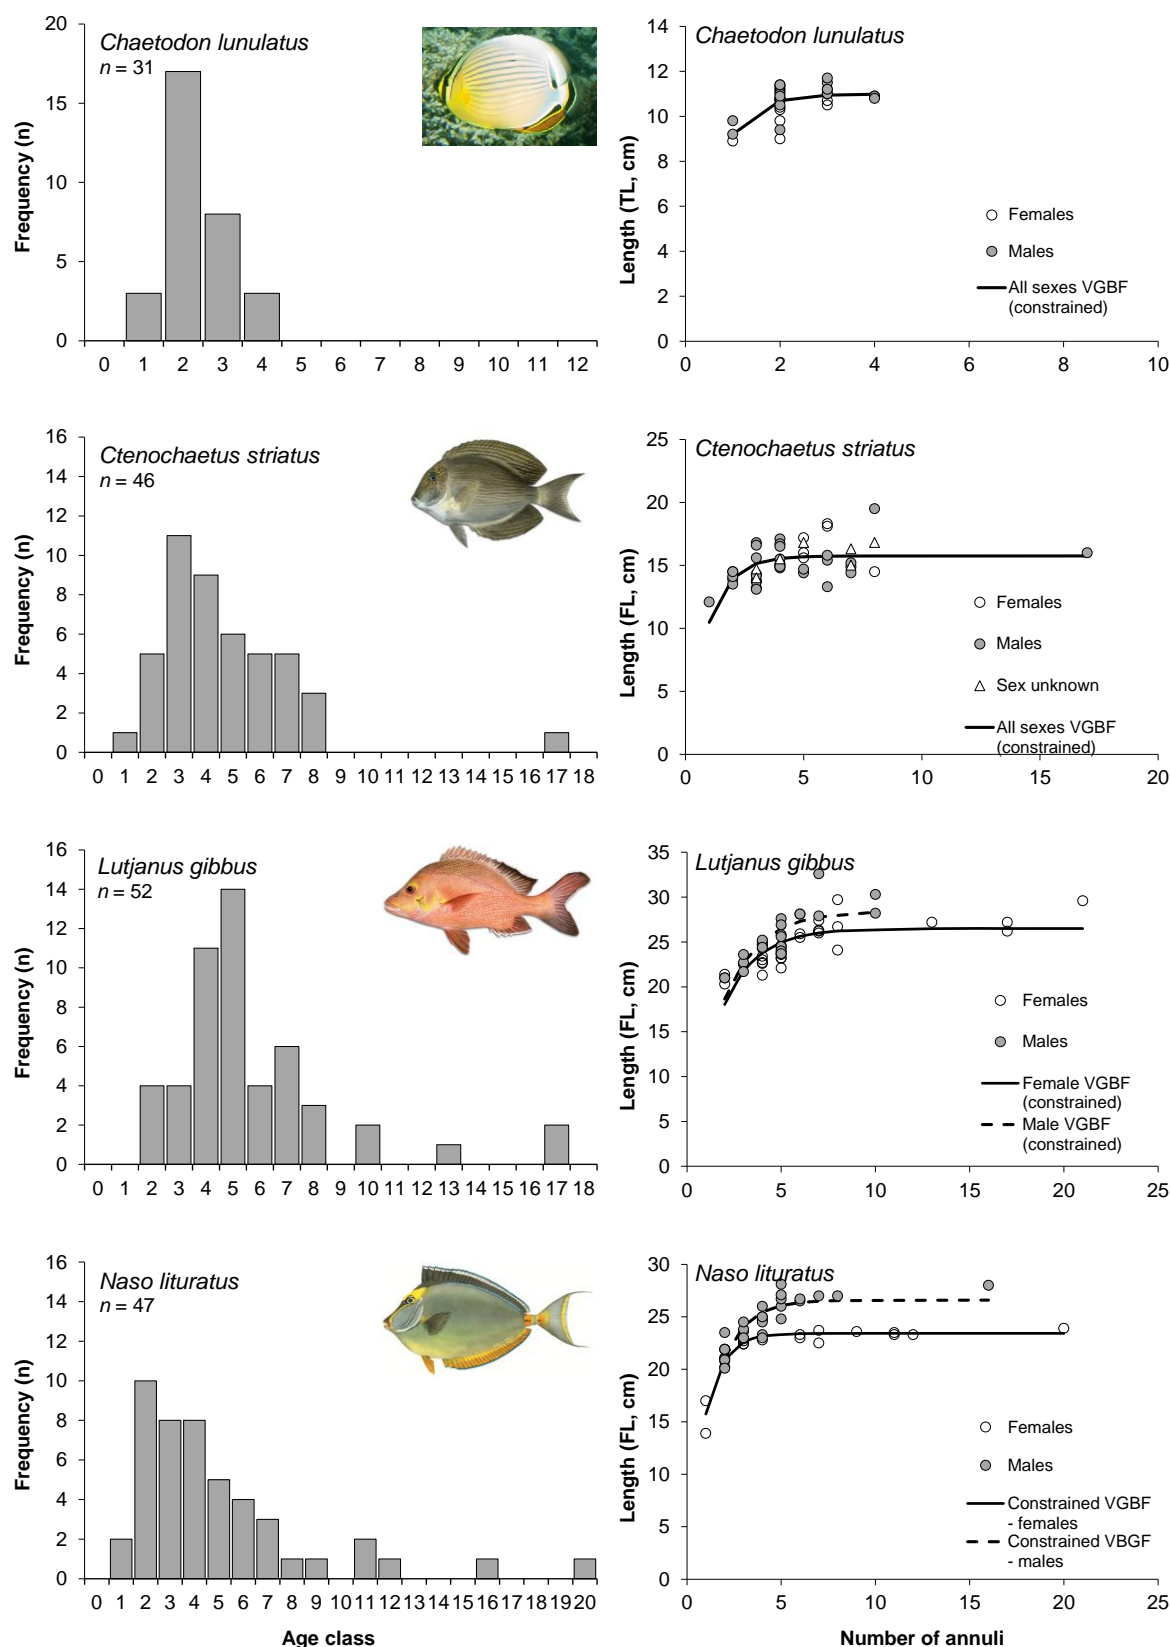 Chaetodon lunulatus
n = 31
Frequency (n)
20
15
10
5
0
0 1 2 3 4 5 6 7 8 9 10 11 12
Chaetodon lunulatus
Length (TL, cm)
14
12
10
8
6
4
2
0
0 2 4 6 8 10
Females
Males
All sexes VGBF
(constrained)
Ctenochaetus striatus
n = 46
Frequency (n)
16
14
12
10
8
6
4
2
0
0 1 2 3 4 5 6 7 8 9 10 11 12 13 14 15 16 17 18
Ctenochaetus striatus
Length (FL, cm)
25
20
15
10
5
0
0 5 10 15 20
Females
Males
Sex unknown
All sexes VGBF
(constrained)
Lutjanus gibbus
n = 52
Frequency (n)
16
14
12
10
8
6
4
2
0
0 1 2 3 4 5 6 7 8 9 10 11 12 13 14 15 16 17 18
Lutjanus gibbus
Length (FL, cm)
35
30
25
20
15
10
5
0
0 5 10 15 20 25
Females
Males
Female VGBF
(constrained)
Male VGBF
(constrained)
Naso lituratus
n = 47
Frequency (n)
16
14
12
10
8
6
4
2
0
0 1 2 3 4 5 6 7 8 9 10 11 12 13 14 15 16 17 18 19 20
Age class
Naso lituratus
Length (FL, cm)
30
25
20
15
10
5
0
0 5 10 15 20 25
Females
Males
Constrained VGBF
- females
Constrained VBGF
- males
Number of annuli